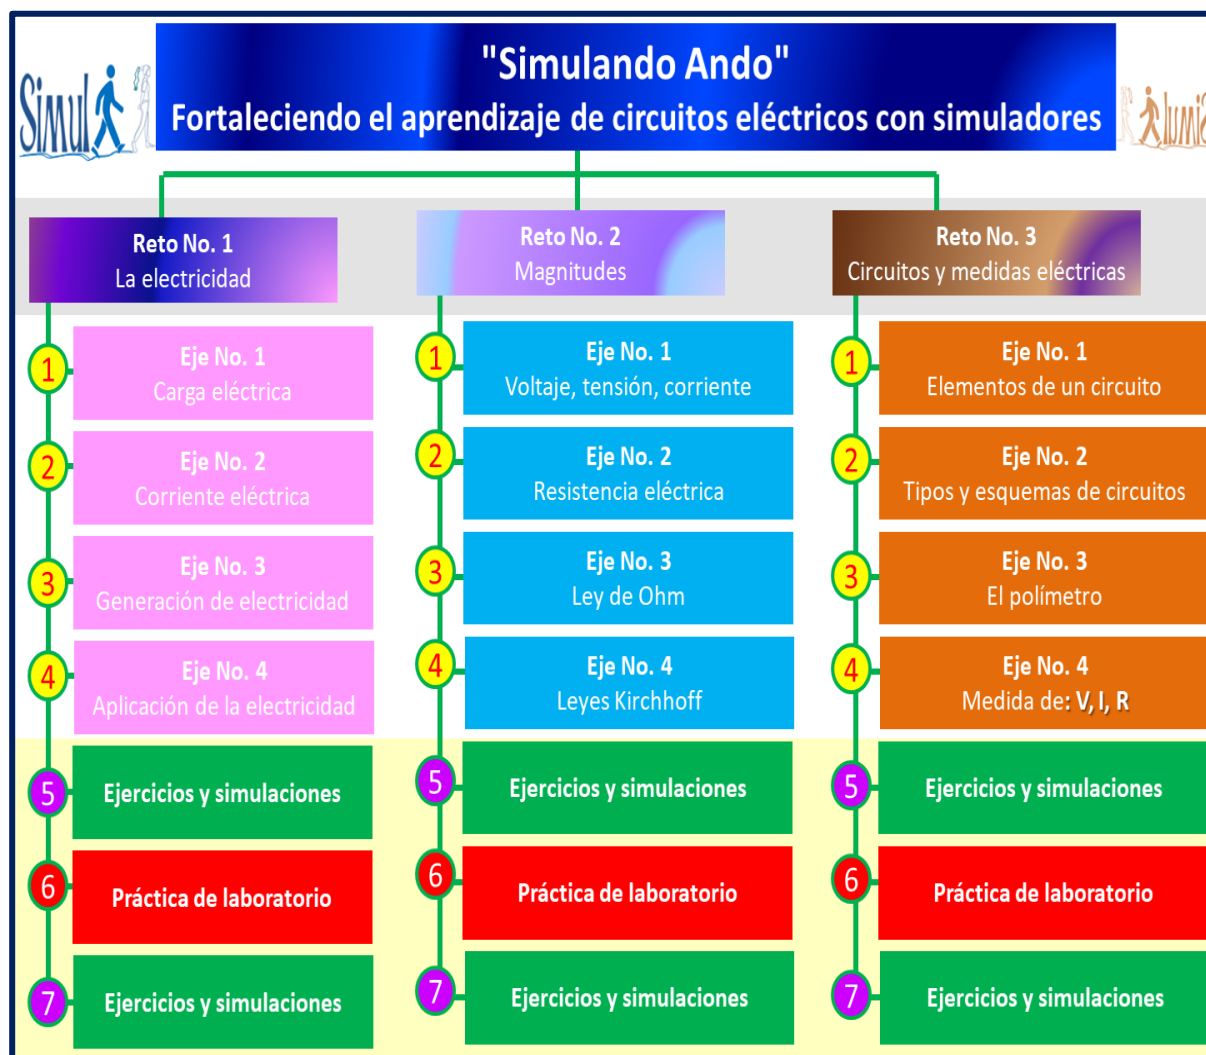 "Simulando Ando"
Fortaleciendo el aprendizaje de circuitos eléctricos con simuladores
Simul
Reto No. 1
La electricidad
1
Eje No. 1
Carga eléctrica
2
Eje No. 2
Corriente eléctrica
3
Eje No. 3
Generación de electricidad
4
Eje No. 4
Aplicación de la electricidad
5
Ejercicios y simulaciones
6
Práctica de laboratorio
7
Ejercicios y simulaciones
Reto No. 2
Magnitudes
1
Eje No. 1
Voltaje, tensión, corriente
2
Eje No. 2
Resistencia eléctrica
3
Eje No. 3
Ley de Ohm
4
Eje No. 4
Leyes Kirchhoff
5
Ejercicios y simulaciones
6
Práctica de laboratorio
7
Ejercicios y simulaciones
Reto No. 3
Circuitos y medidas eléctricas
1
Eje No. 1
Elementos de un circuito
2
Eje No. 2
Tipos y esquemas de circuitos
3
Eje No. 3
El polímetro
4
Eje No. 4
Medida de: V, I, R
5
Ejercicios y simulaciones
6
Práctica de laboratorio
7
Ejercicios y simulaciones